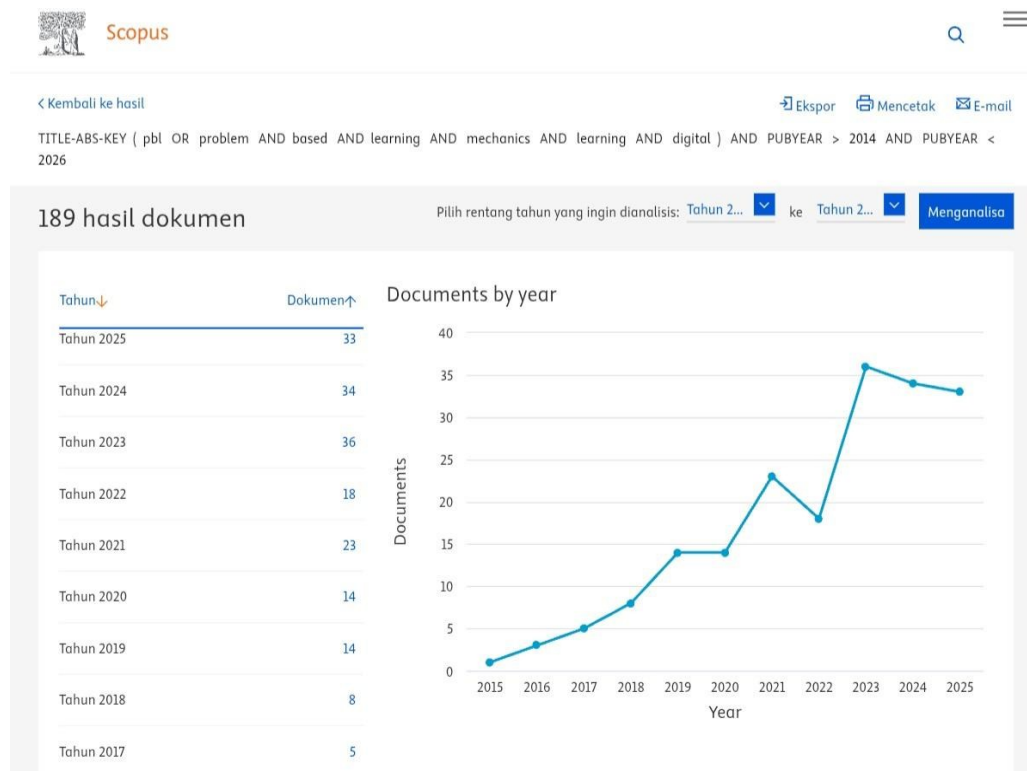 Scopus
< Kembali ke hasil
Ekspor Mencetak E-mail
TITLE-ABS-KEY ( pbl OR problem AND based AND learning AND mechanics AND learning AND digital ) AND PUBYEAR > 2014 AND PUBYEAR <
2026
189 hasil dokumen
Pilih rentang tahun yang ingin dianalisis: Tahun 2... ke Tahun 2... Menganalisa
Tahun↓ Dokumen↑
Tahun 2025 33
Tahun 2024 34
Tahun 2023 36
Tahun 2022 18
Tahun 2021 23
Tahun 2020 14
Tahun 2019 14
Tahun 2018 8
Tahun 2017 5
Documents by year
Documents
40
35
30
25
20
15
10
5
0
2015 2016 2017 2018 2019 2020 2021 2022 2023 2024 2025
Year